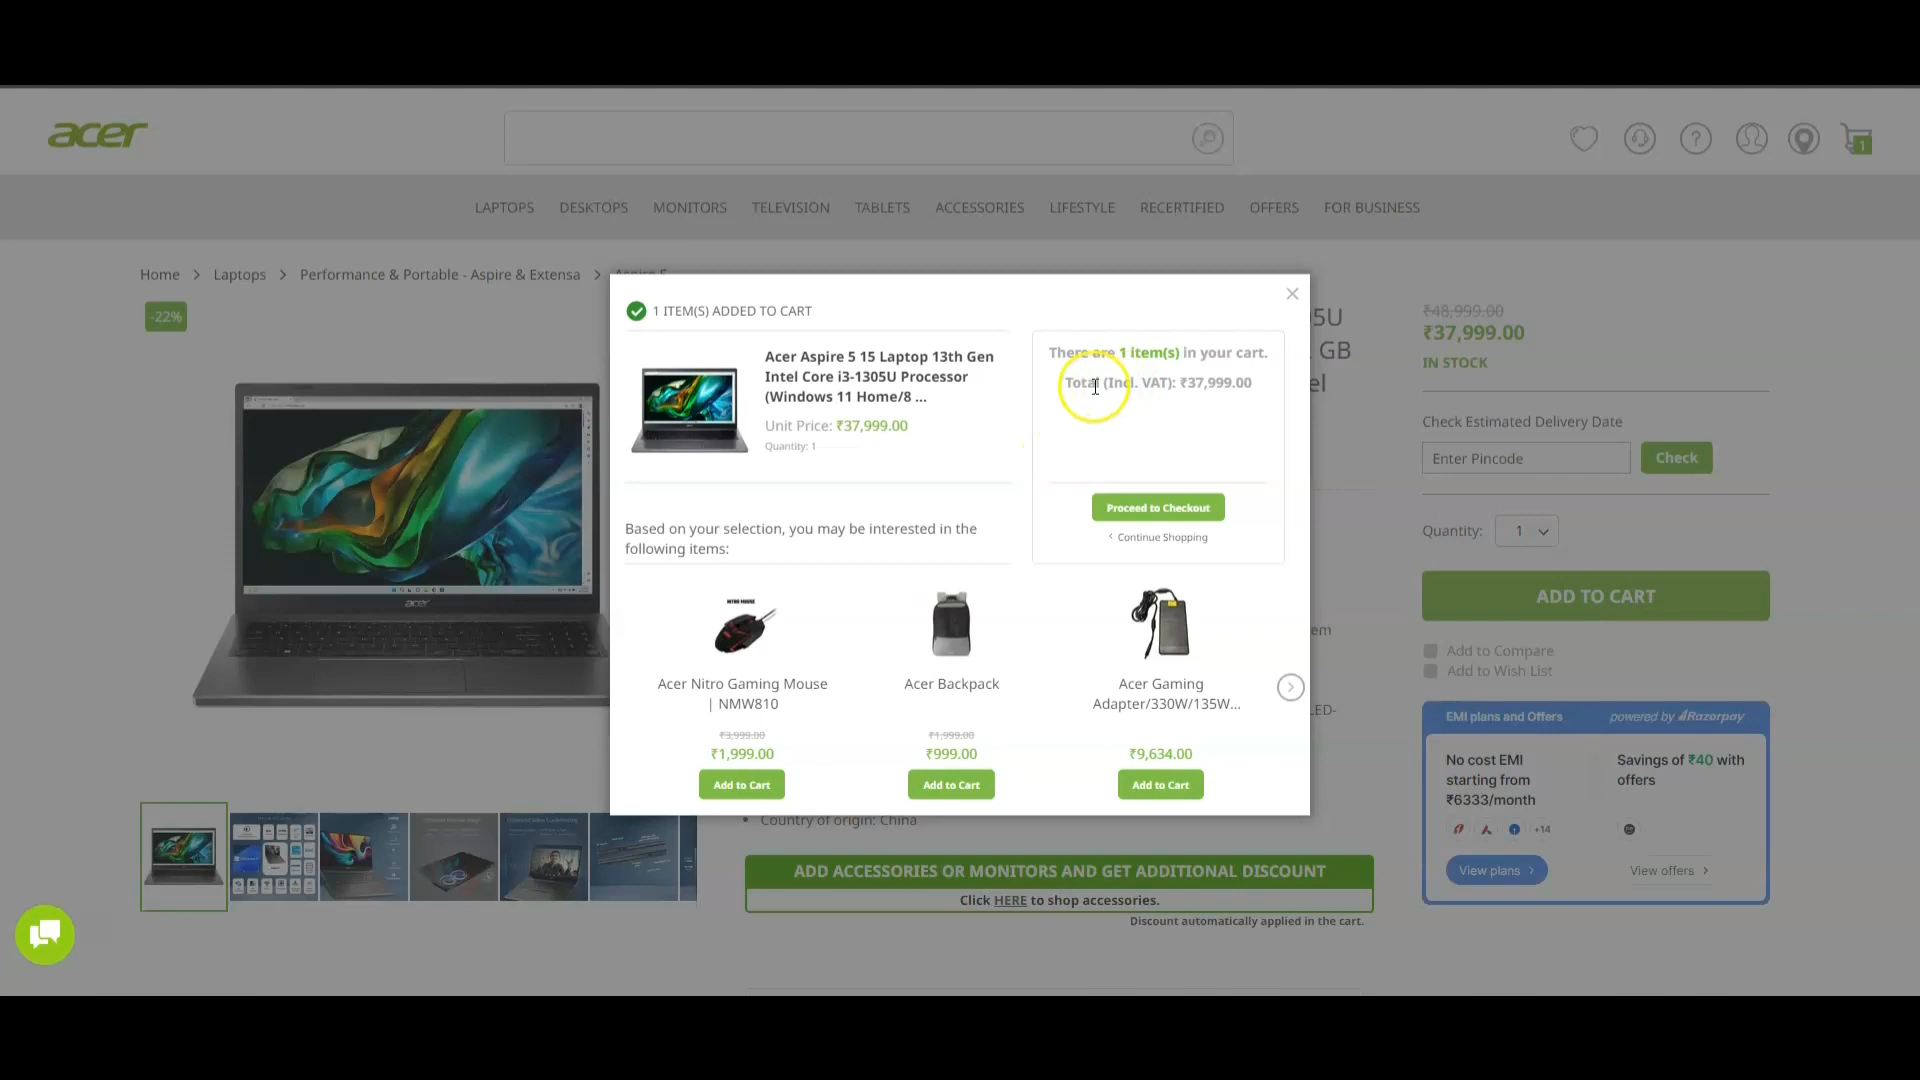 acer
1
LAPTOPS DESKTOPS MONITORS TELEVISION TABLETS ACCESSORIES LIFESTYLE RECERTIFIED OFFERS FOR BUSINESS
Home > Laptops > Performance & Portable - Aspire & Extensa > Aspire 5
-22%
1 ITEM(S) ADDED TO CART
Acer Aspire 5 15 Laptop 13th Gen
Intel Core i3-1305U Processor
(Windows 11 Home/8 ...
Unit Price: ₹37,999.00
Quantity: 1
There are 1 item(s) in your cart.
Total (Incl. VAT): ₹37,999.00
Proceed to Checkout
Continue Shopping
Based on your selection, you may be interested in the
following items:
NITRO MOUSE
Acer Nitro Gaming Mouse
| NMW810
₹3,999.00
₹1,999.00
Add to Cart
Acer Backpack
₹1,999.00
₹999.00
Add to Cart
Acer Gaming
Adapter/330W/135W...
₹9,634.00
Add to Cart
5U
GB
el
em
LED-
Country of origin: China
ADD ACCESSORIES OR MONITORS AND GET ADDITIONAL DISCOUNT
Click HERE to shop accessories.
Discount automatically applied in the cart.
₹48,999.00
₹37,999.00
IN STOCK
Check Estimated Delivery Date
Enter Pincode
Check
Quantity: 1
ADD TO CART
Add to Compare
Add to Wish List
EMI plans and Offers
powered by Razorpay
No cost EMI
starting from
₹6333/month
+14
View plans >
Savings of ₹40 with
offers
View offers >
acer